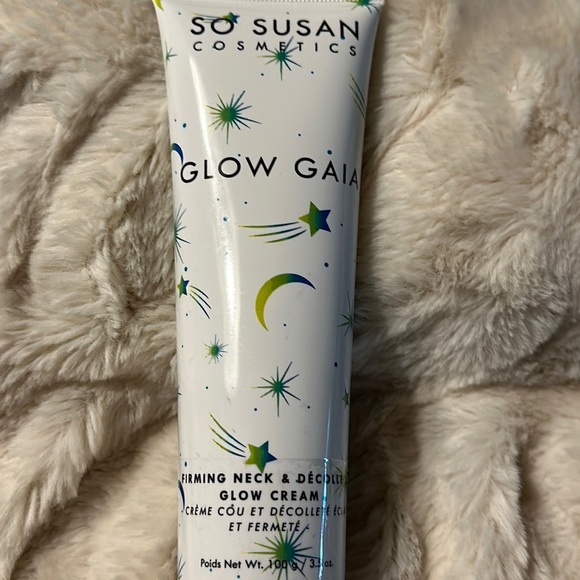 SO SUSAN
COSMETICS
GLOW GAIA
FIRMING NECK & DÉCOLLE
GLOW CREAM
CRÈME COU ET DÉCOLLETÉ ÉCLA
ET FERMETÉ
Poids Net Wt. 100 g / 3.5 oz.